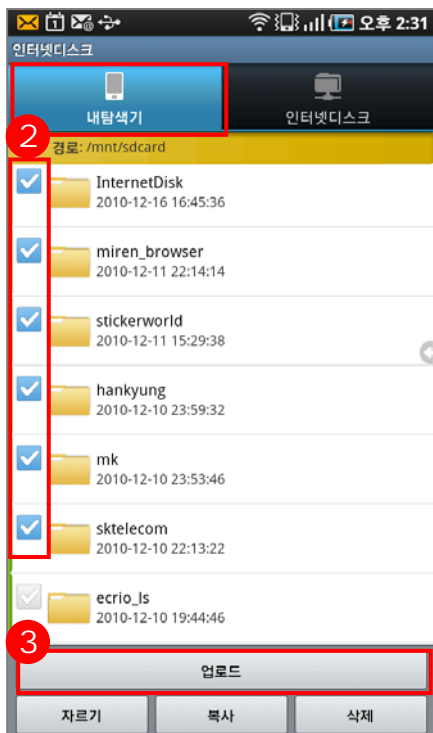 오후 2:31
인터넷디스크
내탐색기
인터넷디스크
2
경로: /mnt/sdcard
InternetDisk
2010-12-16 16:45:36
miren_browser
2010-12-11 22:14:14
stickerworld
2010-12-11 15:29:38
hankyung
2010-12-10 23:59:32
mk
2010-12-10 23:53:46
sktelecom
2010-12-10 22:13:22
ecrio_ls
2010-12-10 19:44:46
3
업로드
자르기
복사
삭제